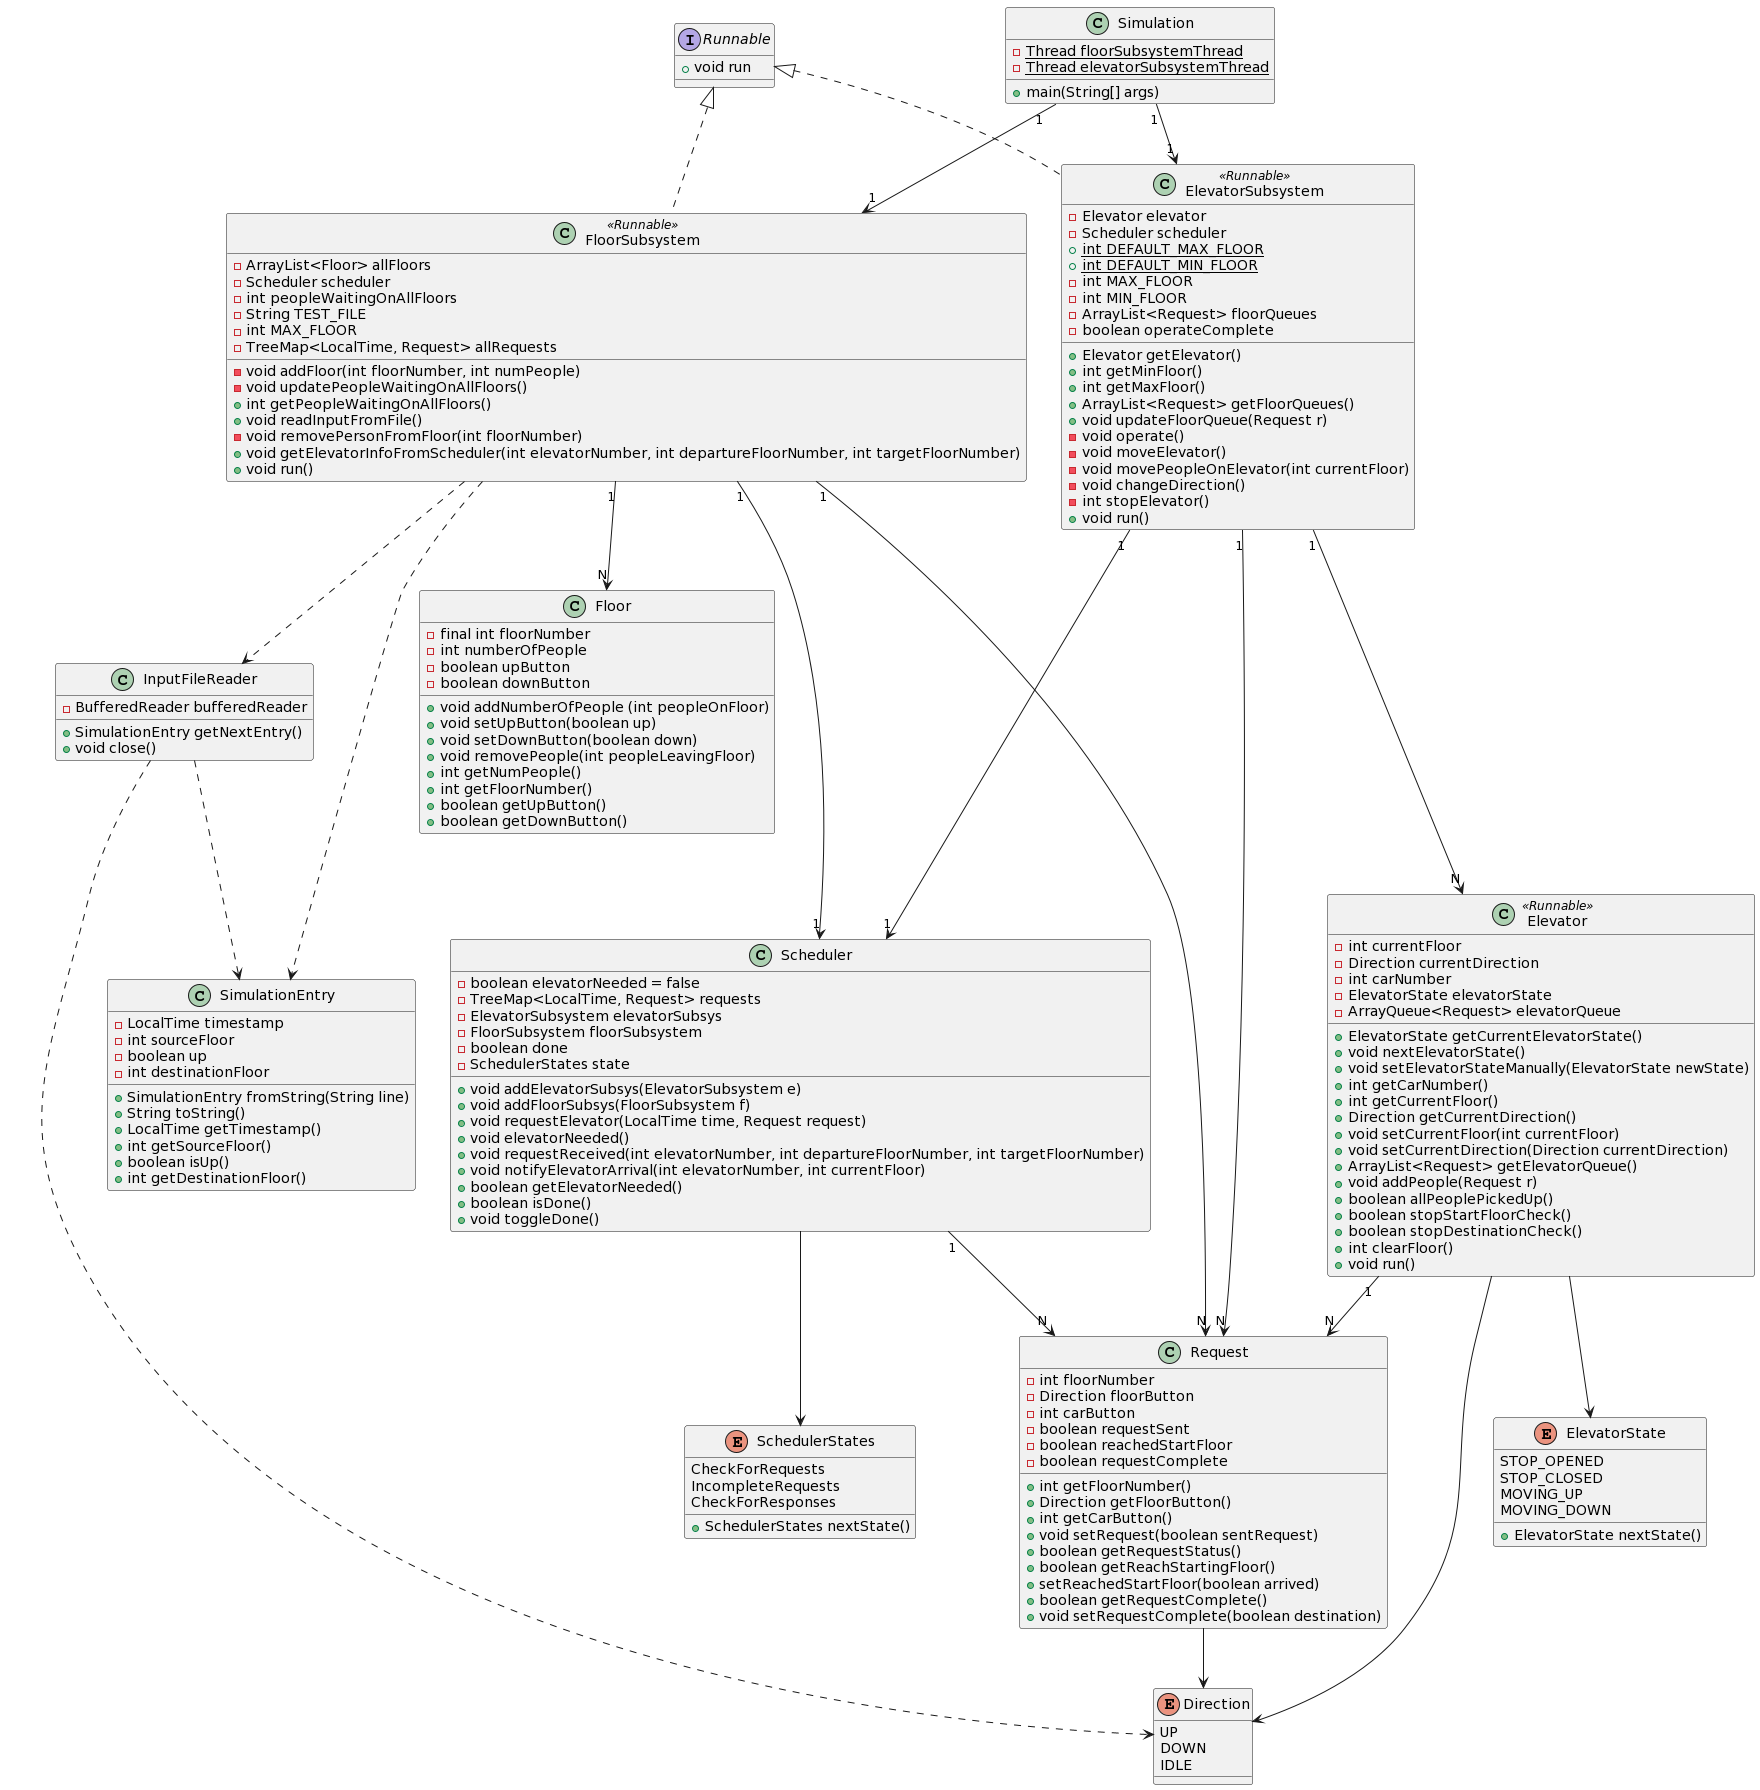 I Runnable
void run
C Simulation
Thread floorSubsystemThread
Thread elevatorSubsystemThread
main(String[] args)
1
1
1
1
C «Runnable»
FloorSubsystem
ArrayList<Floor> allFloors
Scheduler scheduler
int peopleWaitingOnAllFloors
String TEST_FILE
int MAX_FLOOR
TreeMap<LocalTime, Request> allRequests
void addFloor(int floorNumber, int numPeople)
void updatePeopleWaitingOnAllFloors()
int getPeopleWaitingOnAllFloors()
void readInputFromFile()
void removePersonFromFloor(int floorNumber)
void getElevatorInfoFromScheduler(int elevatorNumber, int departureFloorNumber, int targetFloorNumber)
void run()
C «Runnable»
ElevatorSubsystem
Elevator elevator
Scheduler scheduler
int DEFAULT_MAX_FLOOR
int DEFAULT_MIN_FLOOR
int MAX_FLOOR
int MIN_FLOOR
ArrayList<Request> floorQueues
boolean operateComplete
Elevator getElevator()
int getMinFloor()
int getMaxFloor()
ArrayList<Request> getFloorQueues()
void updateFloorQueue(Request r)
void operate()
void moveElevator()
void movePeopleOnElevator(int currentFloor)
void changeDirection()
int stopElevator()
void run()
1
1
1
1
1
1
N
C Floor
final int floorNumber
int numberOfPeople
boolean upButton
boolean downButton
void addNumberOfPeople (int peopleOnFloor)
void setUpButton(boolean up)
void setDownButton(boolean down)
void removePeople(int peopleLeavingFloor)
int getNumPeople()
int getFloorNumber()
boolean getUpButton()
boolean getDownButton()
C InputFileReader
BufferedReader bufferedReader
SimulationEntry getNextEntry()
void close()
N
1
1
C SimulationEntry
LocalTime timestamp
int sourceFloor
boolean up
int destinationFloor
SimulationEntry fromString(String line)
String toString()
LocalTime getTimestamp()
int getSourceFloor()
boolean isUp()
int getDestinationFloor()
C Scheduler
boolean elevatorNeeded = false
TreeMap<LocalTime, Request> requests
ElevatorSubsystem elevatorSubsys
FloorSubsystem floorSubsystem
boolean done
SchedulerStates state
void addElevatorSubsys(ElevatorSubsystem e)
void addFloorSubsys(FloorSubsystem f)
void requestElevator(LocalTime time, Request request)
void elevatorNeeded()
void requestReceived(int elevatorNumber, int departureFloorNumber, int targetFloorNumber)
void notifyElevatorArrival(int elevatorNumber, int currentFloor)
boolean getElevatorNeeded()
boolean isDone()
void toggleDone()
C «Runnable»
Elevator
int currentFloor
Direction currentDirection
int carNumber
ElevatorState elevatorState
ArrayQueue<Request> elevatorQueue
ElevatorState getCurrentElevatorState()
void nextElevatorState()
void setElevatorStateManually(ElevatorState newState)
int getCarNumber()
int getCurrentFloor()
Direction getCurrentDirection()
void setCurrentFloor(int currentFloor)
void setCurrentDirection(Direction currentDirection)
ArrayList<Request> getElevatorQueue()
void addPeople(Request r)
boolean allPeoplePickedUp()
boolean stopStartFloorCheck()
boolean stopDestinationCheck()
int clearFloor()
void run()
1
1
N
N
N
N
C Request
int floorNumber
Direction floorButton
int carButton
boolean requestSent
boolean reachedStartFloor
boolean requestComplete
int getFloorNumber()
Direction getFloorButton()
int getCarButton()
void setRequest(boolean sentRequest)
boolean getRequestStatus()
boolean getReachStartingFloor()
setReachedStartFloor(boolean arrived)
boolean getRequestComplete()
void setRequestComplete(boolean destination)
E SchedulerStates
CheckForRequests
IncompleteRequests
CheckForResponses
SchedulerStates nextState()
E ElevatorState
STOP_OPENED
STOP_CLOSED
MOVING_UP
MOVING_DOWN
ElevatorState nextState()
E Direction
UP
DOWN
IDLE